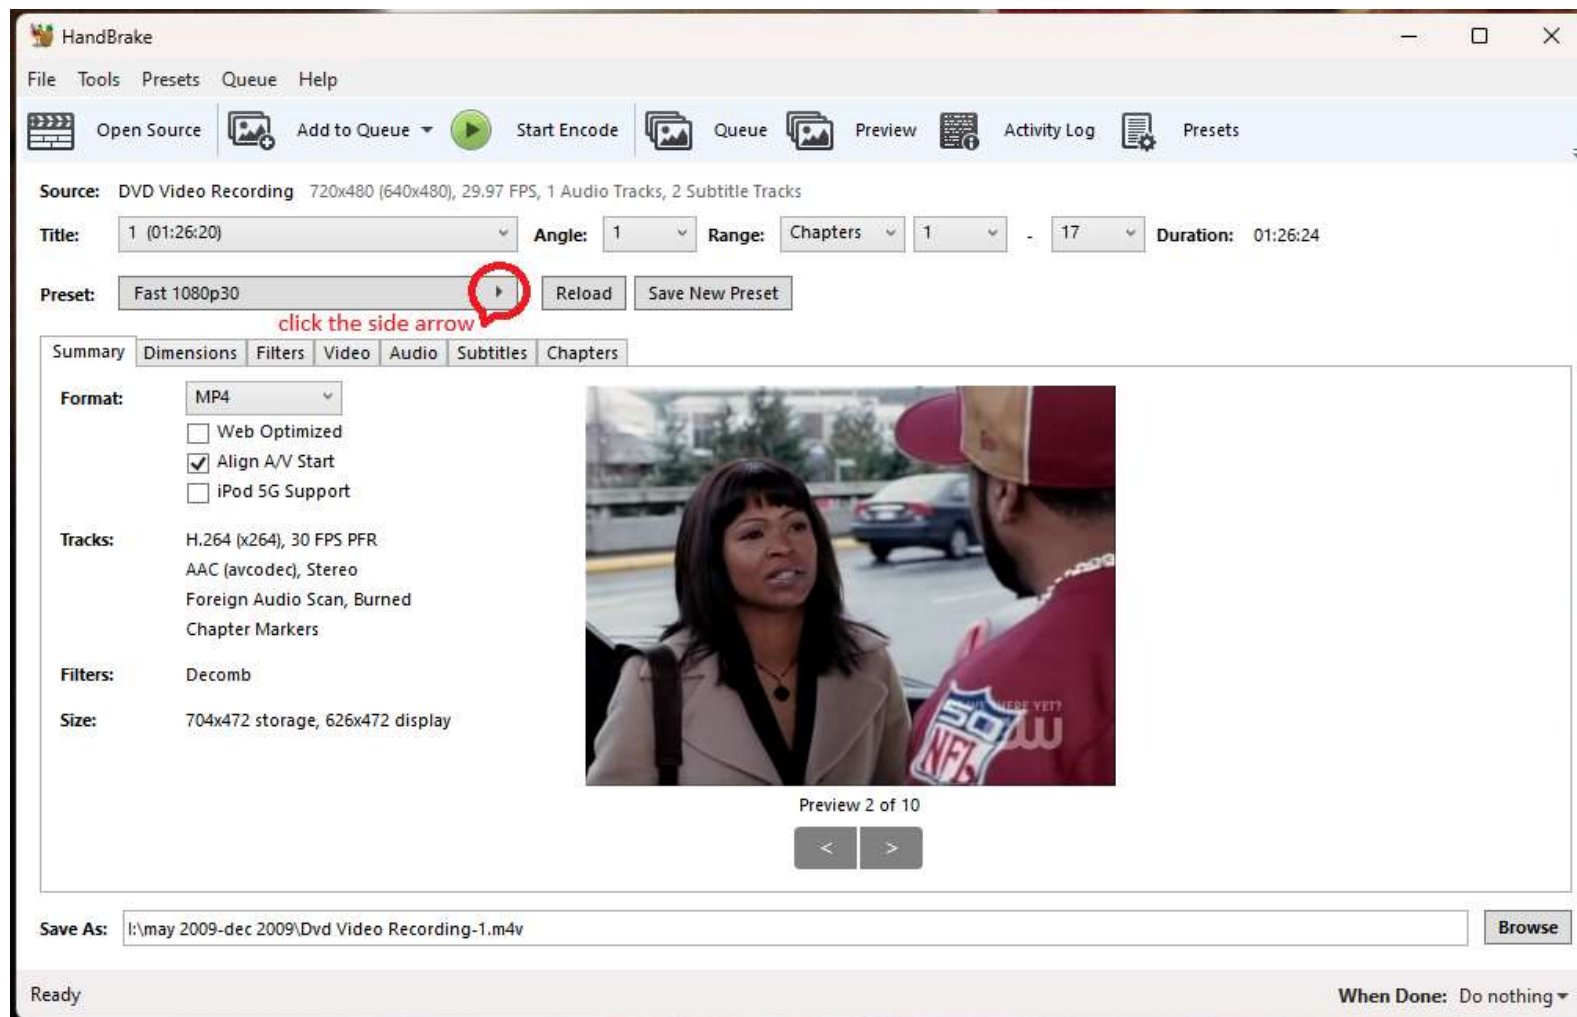 HandBrake
File Tools Presets Queue Help
Open Source Add to Queue Start Encode Queue Preview Activity Log Presets
Source: DVD Video Recording 720x480 (640x480), 29.97 FPS, 1 Audio Tracks, 2 Subtitle Tracks
Title: 1 (01:26:20) Angle: 1 Range: Chapters 1 - 17 Duration: 01:26:24
Preset: Fast 1080p30 Reload Save New Preset
click the side arrow
Summary Dimensions Filters Video Audio Subtitles Chapters
Format: MP4
Web Optimized
Align A/V Start
iPod 5G Support
Tracks: H.264 (x264), 30 FPS PFR
AAC (avcodec), Stereo
Foreign Audio Scan, Burned
Chapter Markers
Filters: Decomb
Size: 704x472 storage, 626x472 display
HERE YET?
50
NFL
Preview 2 of 10
< >
Save As: I:\may 2009-dec 2009\Dvd Video Recording-1.m4v Browse
Ready When Done: Do nothing